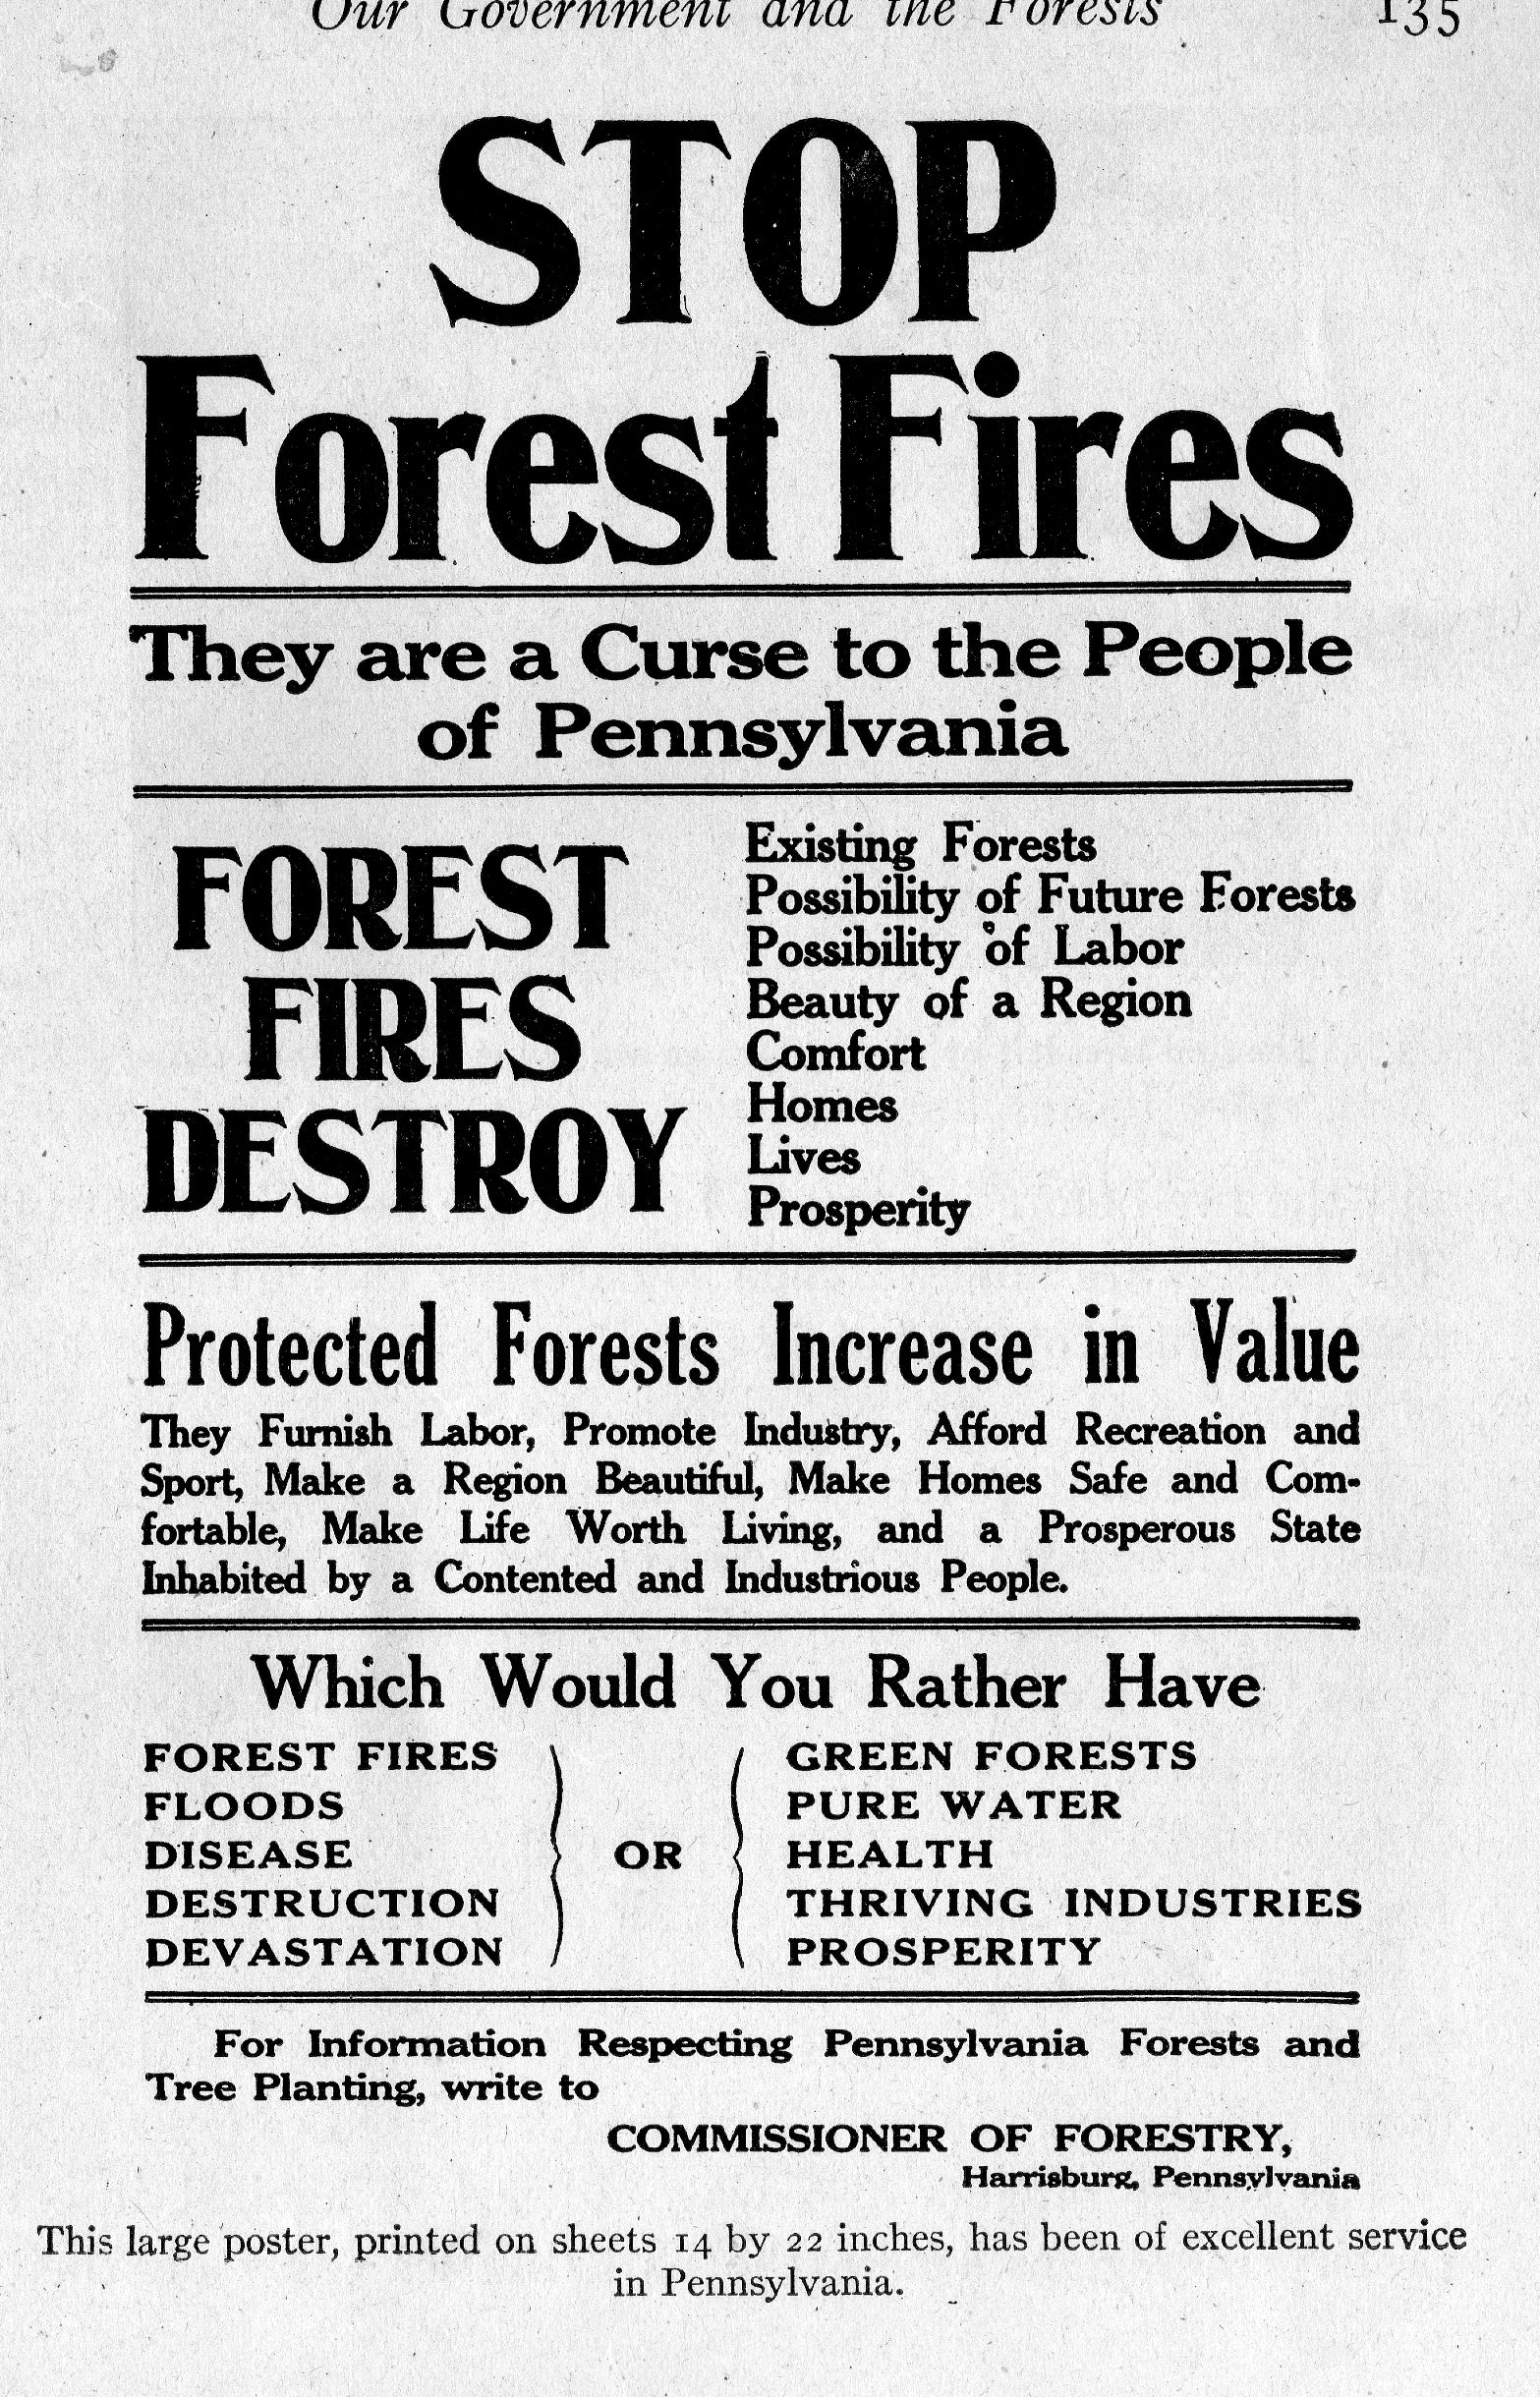 Our Government and the Forests 135
STOP
Forest Fires
They are a Curse to the People
of Pennsylvania
FOREST
FIRES
DESTROY
Existing Forests
Possibility of Future Forests
Possibility of Labor
Beauty of a Region
Comfort
Homes
Lives
Prosperity
Protected Forests Increase in Value
They Furnish Labor, Promote Industry, Afford Recreation and
Sport, Make a Region Beautiful, Make Homes Safe and Com-
fortable, Make Life Worth Living, and a Prosperous State
Inhabited by a Contented and Industrious People.
Which Would You Rather Have
FOREST FIRES
FLOODS
DISEASE
DESTRUCTION
DEVASTATION
OR
GREEN FORESTS
PURE WATER
HEALTH
THRIVING INDUSTRIES
PROSPERITY
For Information Respecting Pennsylvania Forests and
Tree Planting, write to
COMMISSIONER OF FORESTRY,
Harrisburg, Pennsylvania
This large poster, printed on sheets 14 by 22 inches, has been of excellent service
in Pennsylvania.